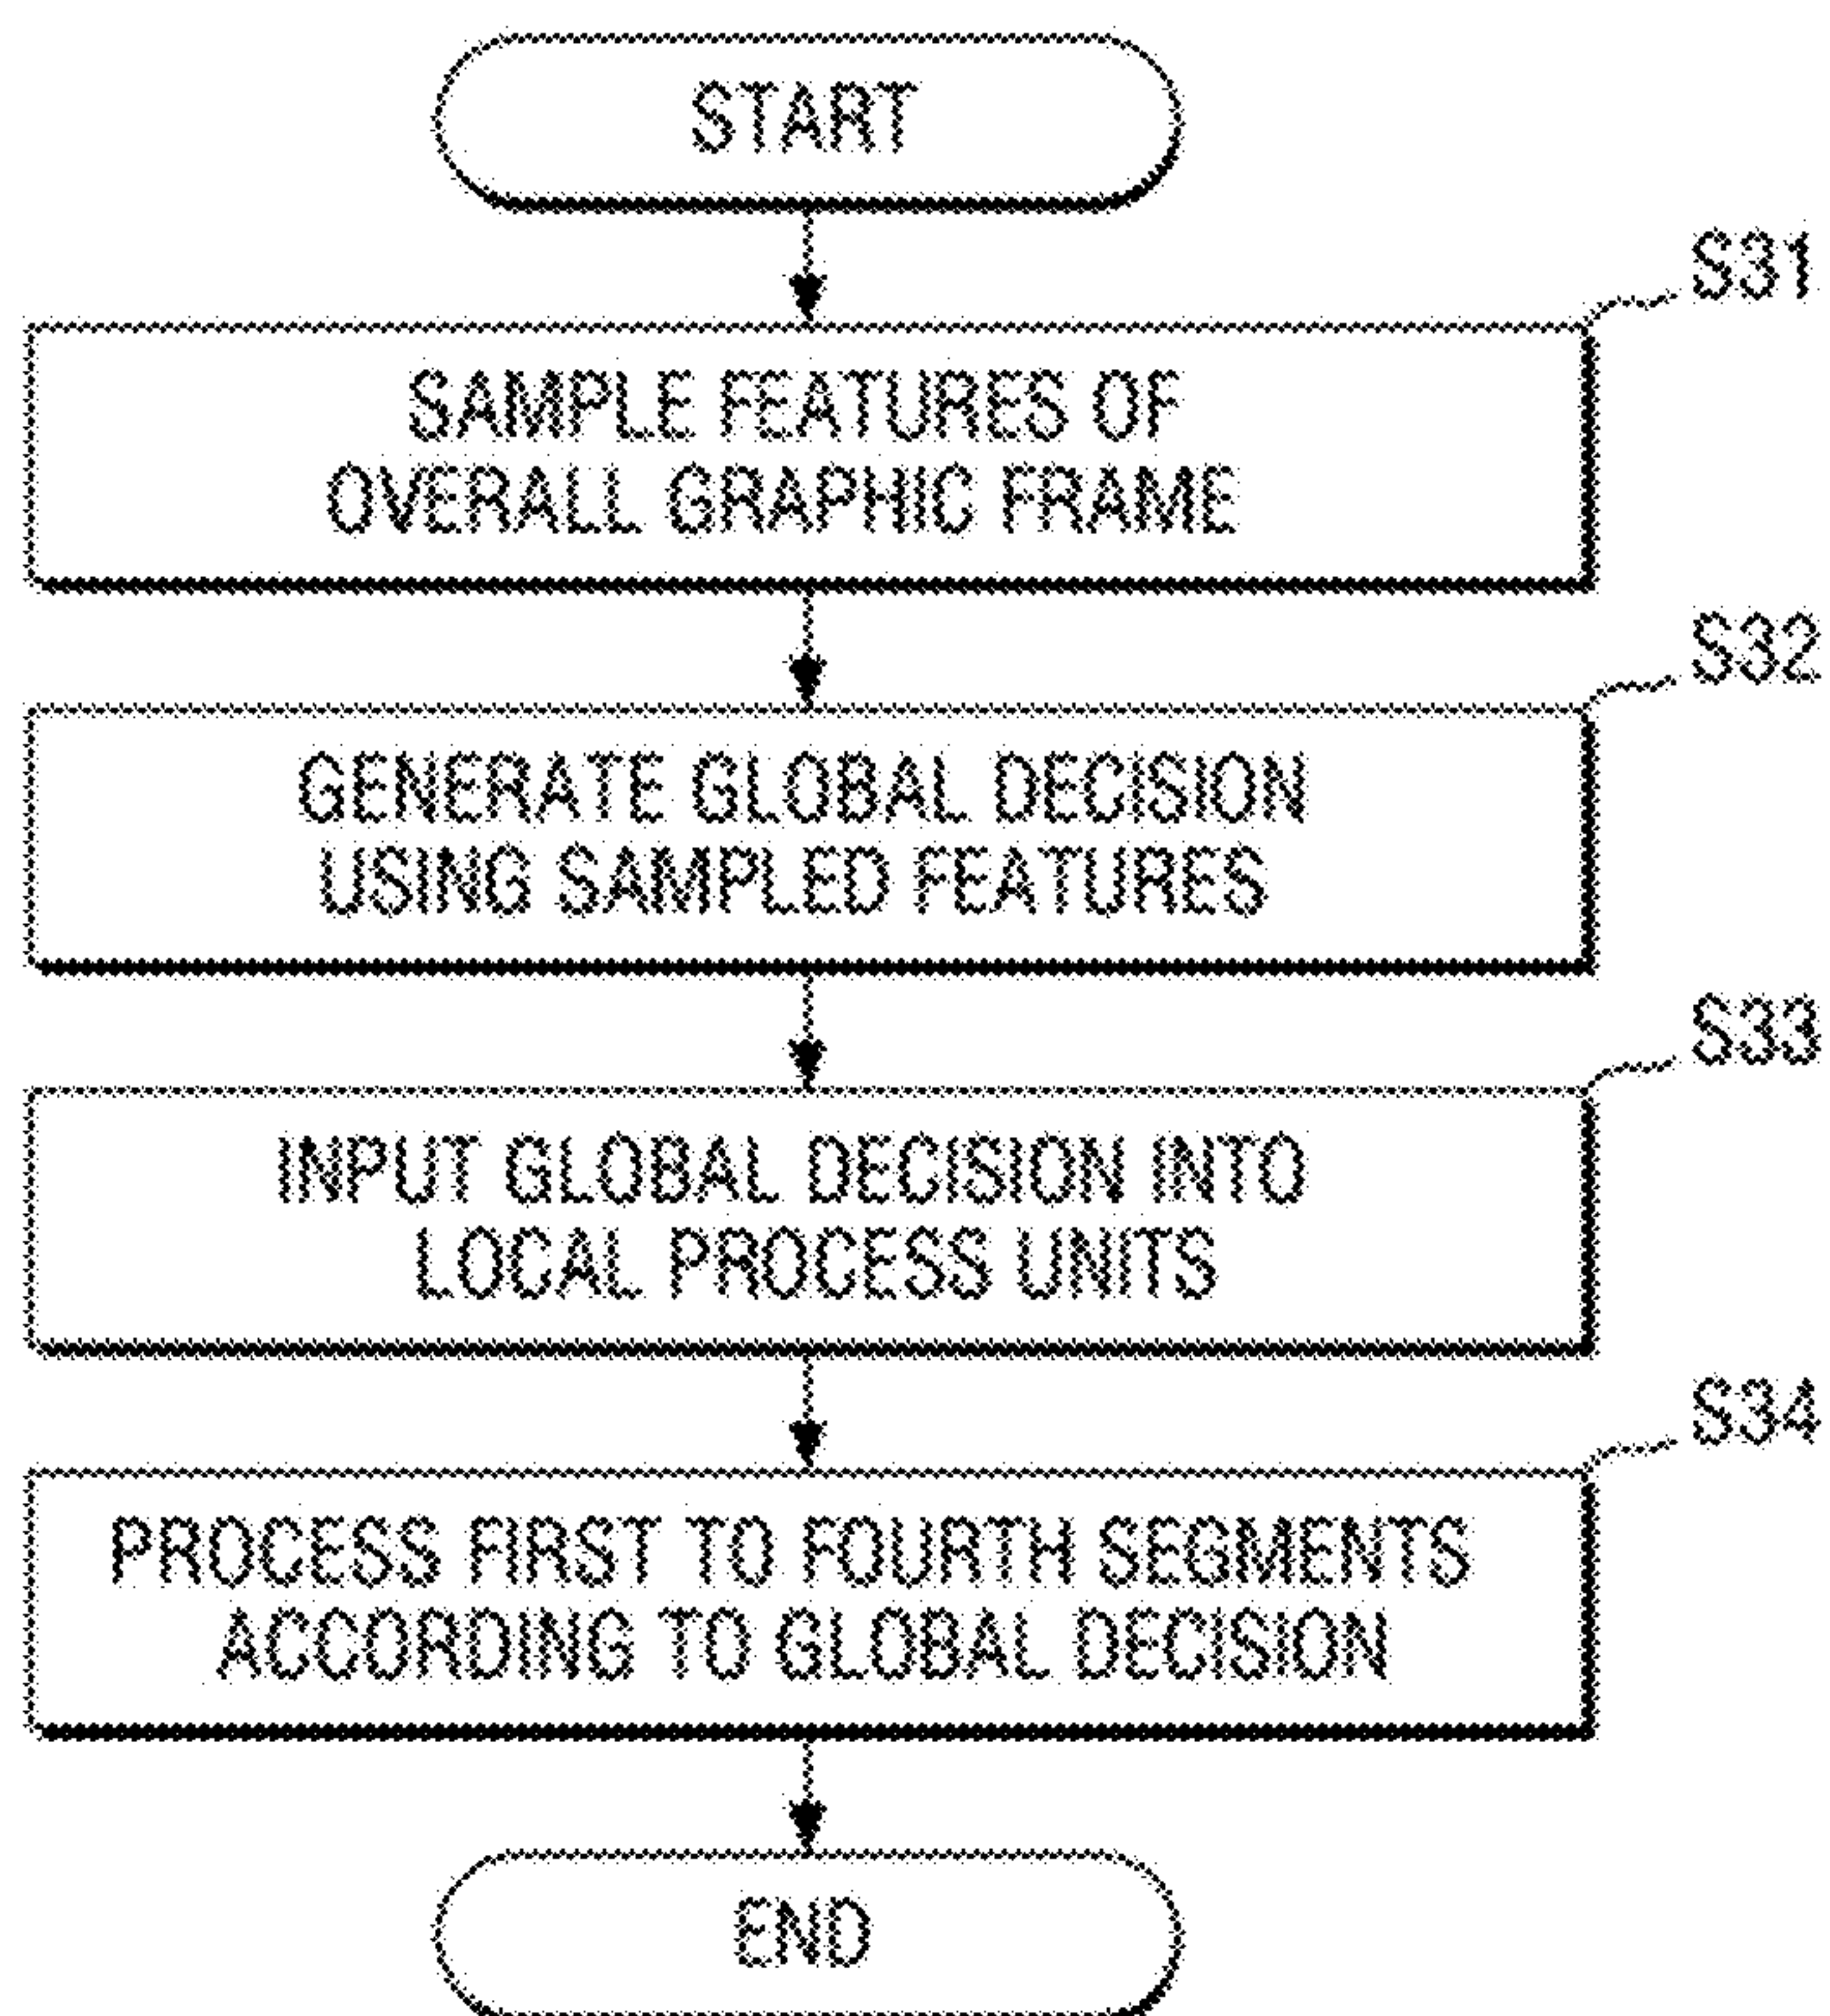 START
S31
SAMPLE FEATURES OF
OVERALL GRAPHIC FRAME
S32
GENERATE GLOBAL DECISION
USING SAMPLED FEATURES
S33
INPUT GLOBAL DECISION INTO
LOCAL PROCESS UNITS
S34
PROCESS FIRST TO FOURTH SEGMENTS
ACCORDING TO GLOBAL DECISION
END